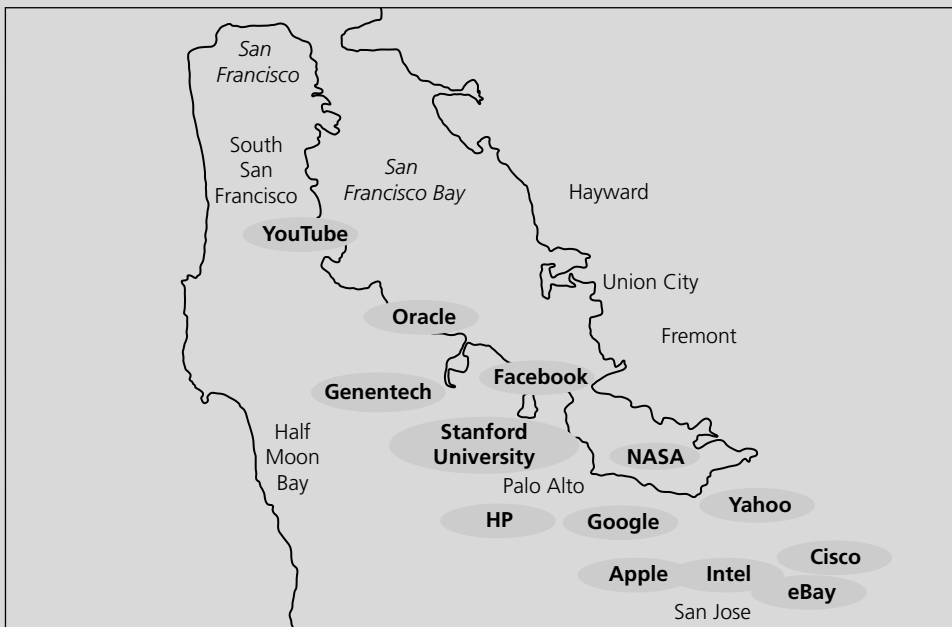 San
Francisco
South
San
Francisco
San
Francisco Bay
Hayward
YouTube
Union City
Oracle
Fremont
Facebook
Genentech
Half
Moon
Bay
Stanford
University
NASA
Palo Alto
Yahoo
HP
Google
Cisco
Apple
Intel
eBay
San Jose